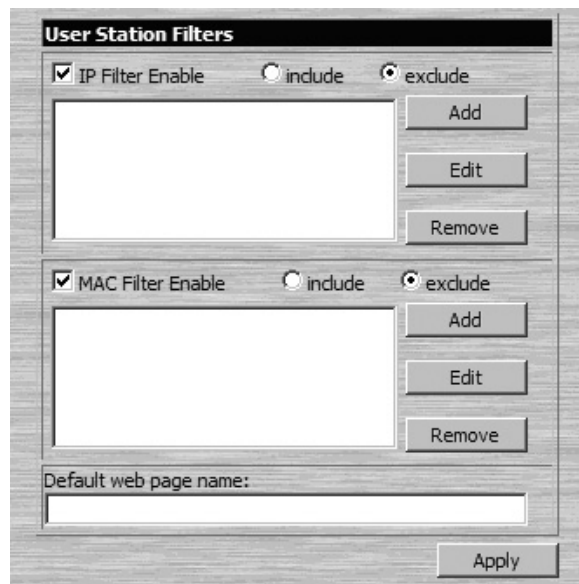 User Station Filters
IP Filter Enable include exclude
Add
Edit
Remove
MAC Filter Enable include exclude
Add
Edit
Remove
Default web page name:
Apply